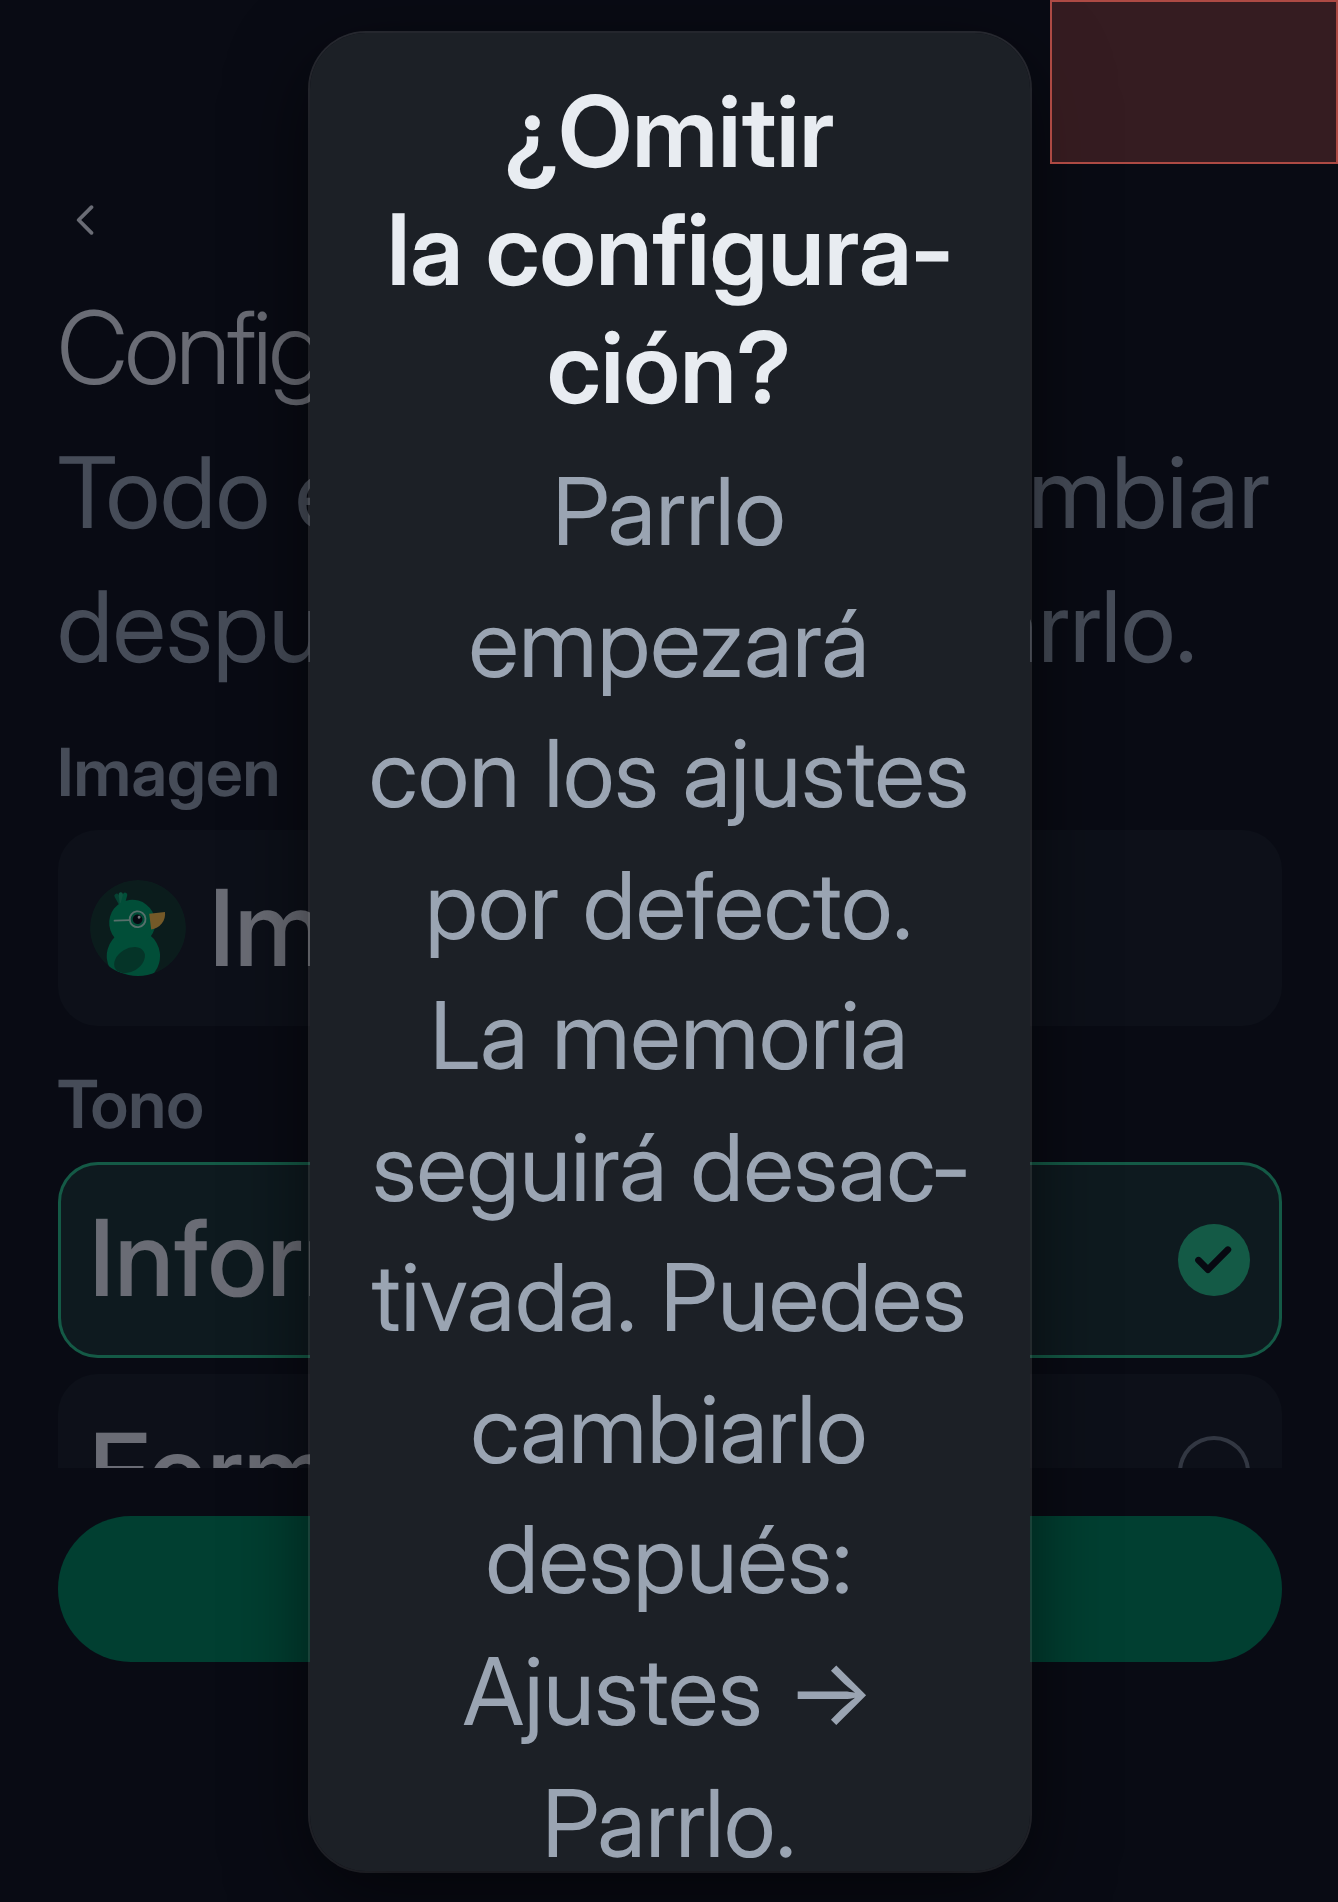 ¿Omitir
la configura-
ción?
Parrlo
empezará
con los ajustes
por defecto.
La memoria
seguirá desac-
tivada. Puedes
cambiarlo
después:
Ajustes →
Parrlo.
Config
Todo
mbiar
despu
rrlo.
Imagen
Im
Tono
Infor
Form